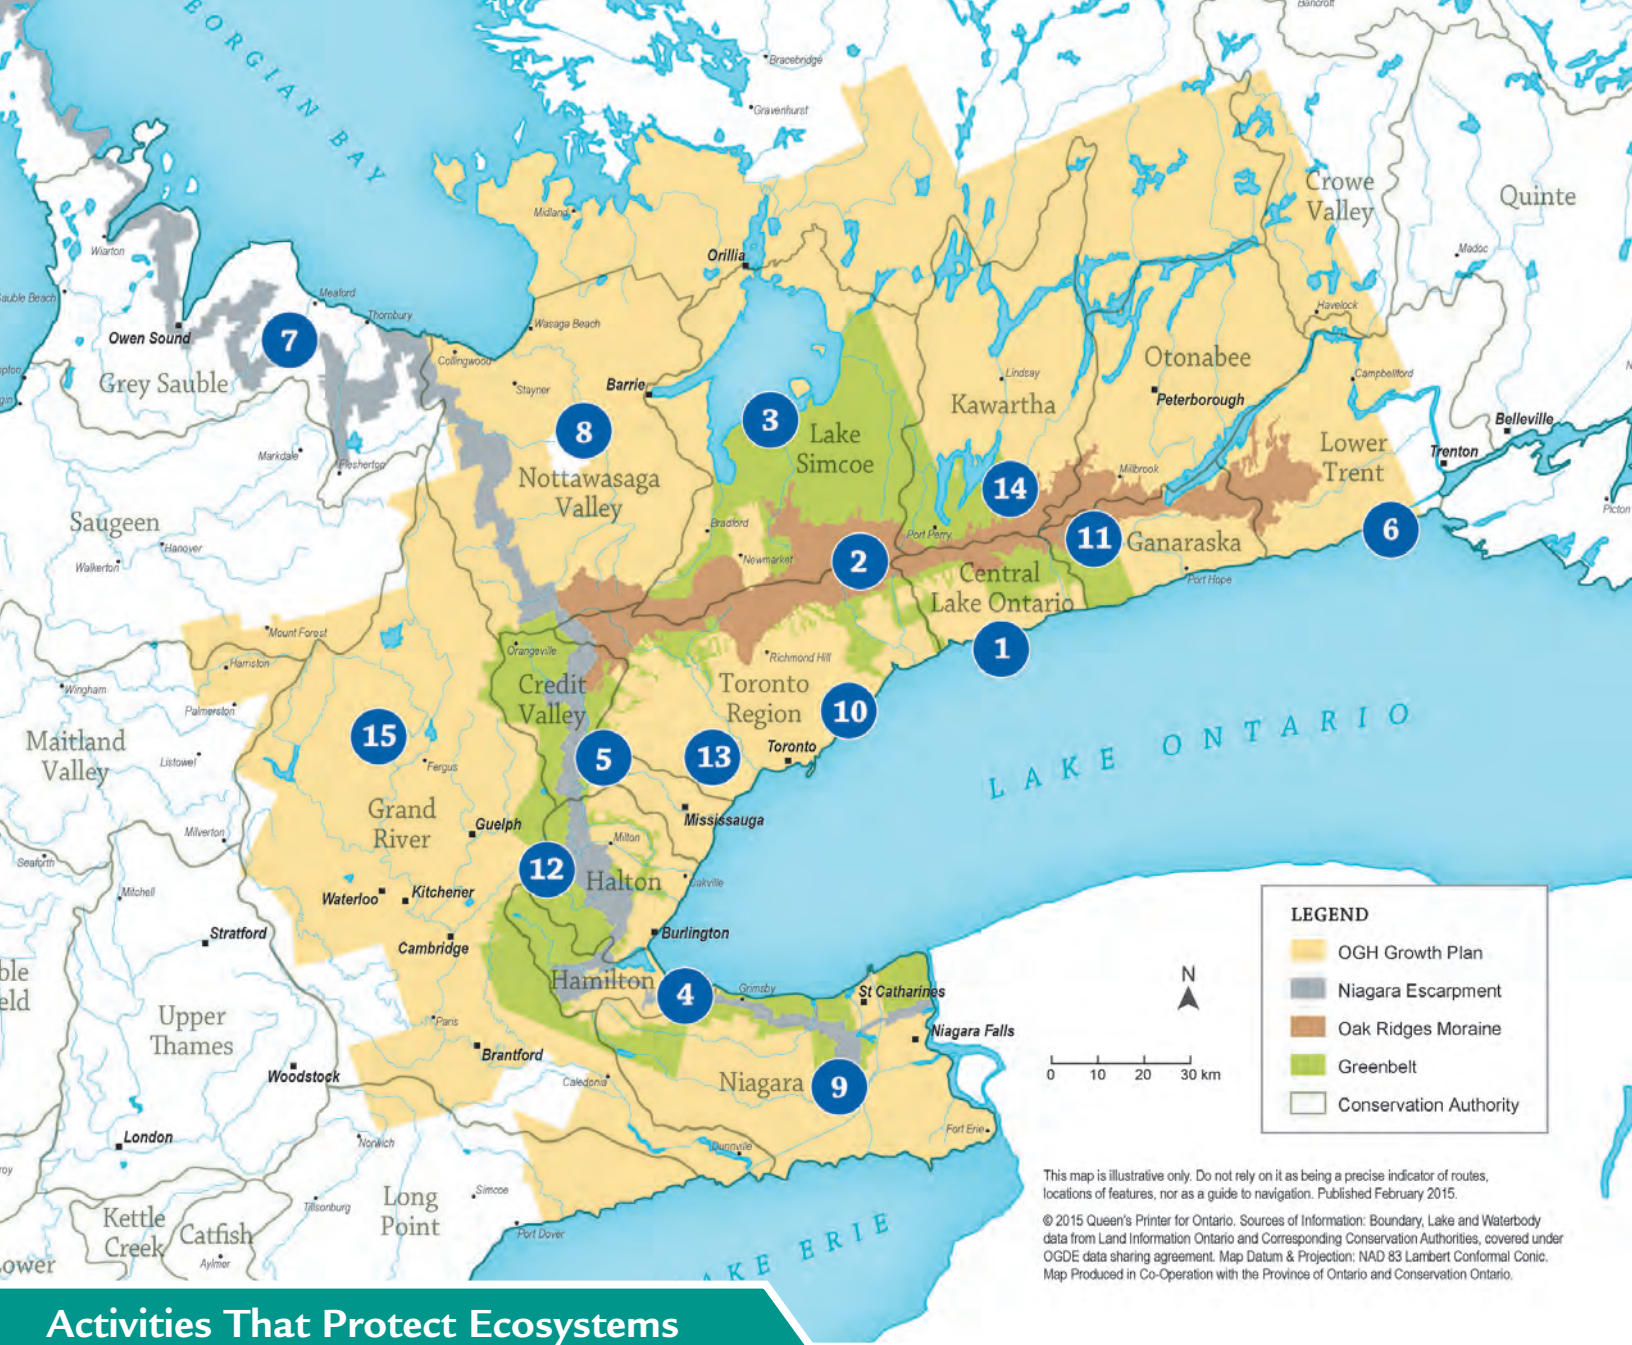 GEORGIAN BAY
Bancroft
Bracebridge
Gravenhurst
Crowe
Valley
Quinte
Midland
Wiarton
Orillia
Madoc
Sauble Beach
Meaford
Thornbury
Havelock
Owen Sound
7
Wasaga Beach
Collingwood
Otonabee
Grey Sauble
Stayner
Barrie
Lindsay
Peterborough
Campbellford
Kawartha
3
Belleville
8
Lake
Simcoe
Lower
Trent
Trenton
Markdale
Flesherton
Millbrook
Nottawasaga
Valley
14
Picton
Saugeen
Bradford
Port Perry
11
Ganaraska
6
Hanover
Walkerton
Newmarket
2
Central
Lake Ontario
Port Hope
Mount Forest
Orangeville
Richmond Hill
1
Harriston
Wingham
Credit
Valley
Toronto
Region
10
Palmerston
15
Maitland
Valley
Listowel
Fergus
5
13
Toronto
LAKE ONTARIO
Grand
River
Guelph
Mississauga
Milverton
Milton
Seaforth
12
Halton
Oakville
Mitchell
Waterloo
Kitchener
Stratford
Cambridge
Burlington
ble
eld
Hamilton
4
Grimsby
St Catharines
Upper
Thames
Paris
Niagara Falls
Brantford
Woodstock
Caledonia
Niagara
9
London
Norwich
Dunnville
Fort Erie
roy
Long
Point
Simcoe
Tillsonburg
Kettle
Creek
Catfish
Aylmer
Port Dover
ower
LAKE ERIE
LEGEND
OGH Growth Plan
Niagara Escarpment
Oak Ridges Moraine
Greenbelt
Conservation Authority
N
0 10 20 30 km
This map is illustrative only. Do not rely on it as being a precise indicator of routes,
locations of features, nor as a guide to navigation. Published February 2015.
© 2015 Queen's Printer for Ontario. Sources of Information: Boundary, Lake and Waterbody
data from Land Information Ontario and Corresponding Conservation Authorities, covered under
OGDE data sharing agreement. Map Datum & Projection: NAD 83 Lambert Conformal Conic.
Map Produced in Co-Operation with the Province of Ontario and Conservation Ontario.
Activities That Protect Ecosystems